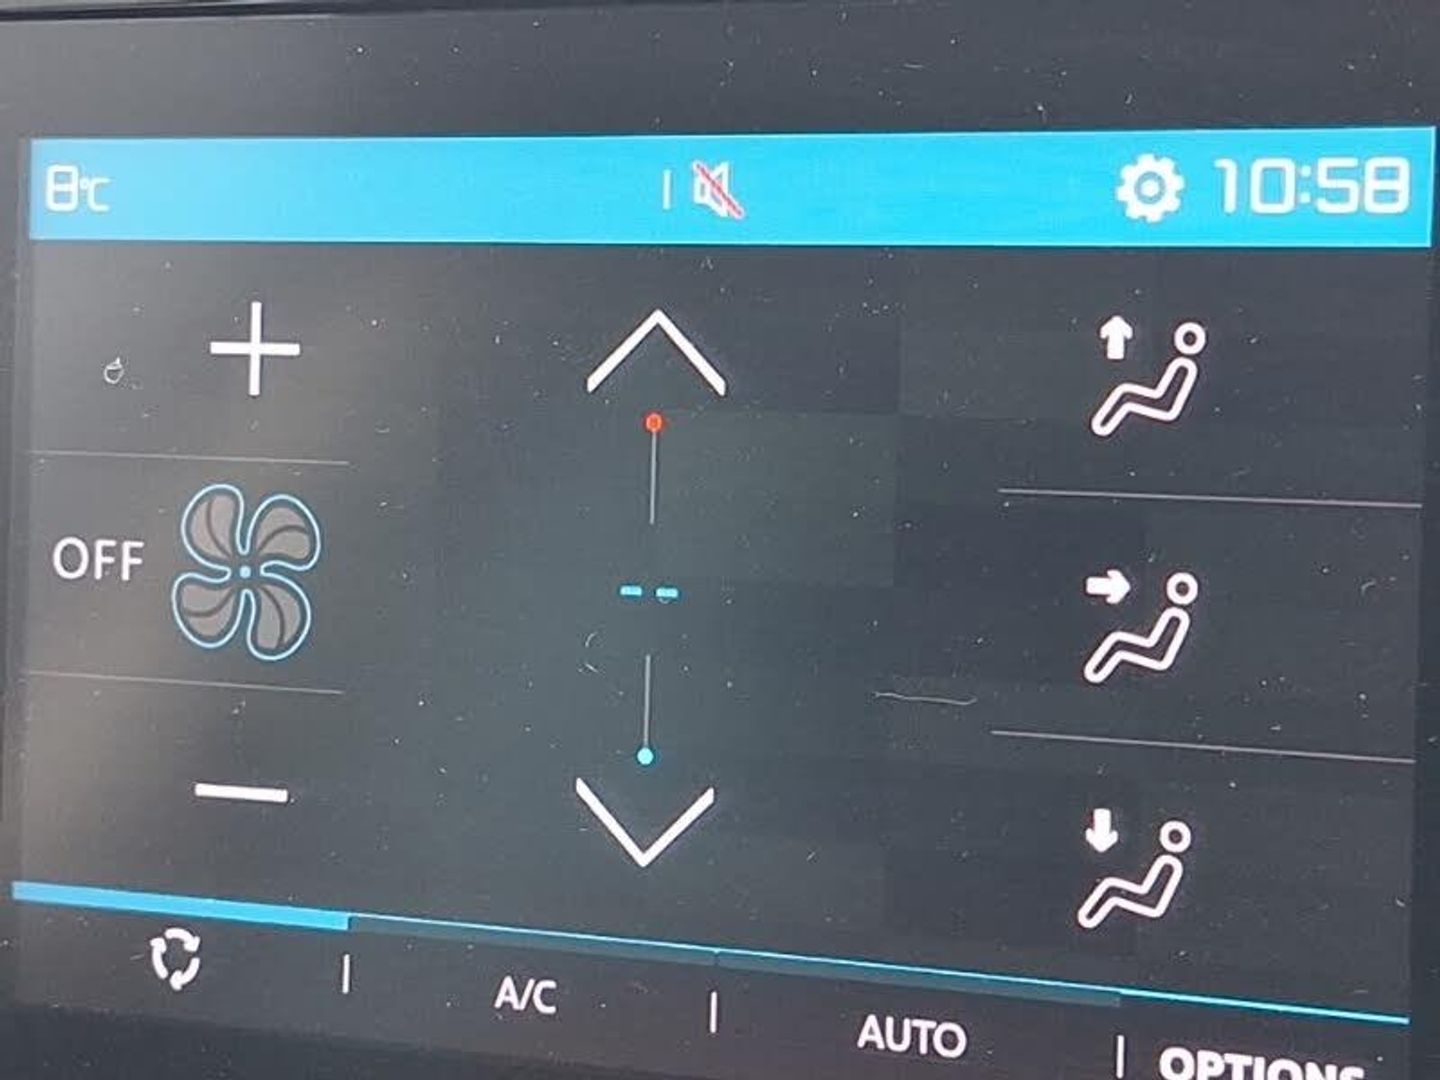 8°C
10:58
OFF
--
A/C
AUTO
OPTIONS